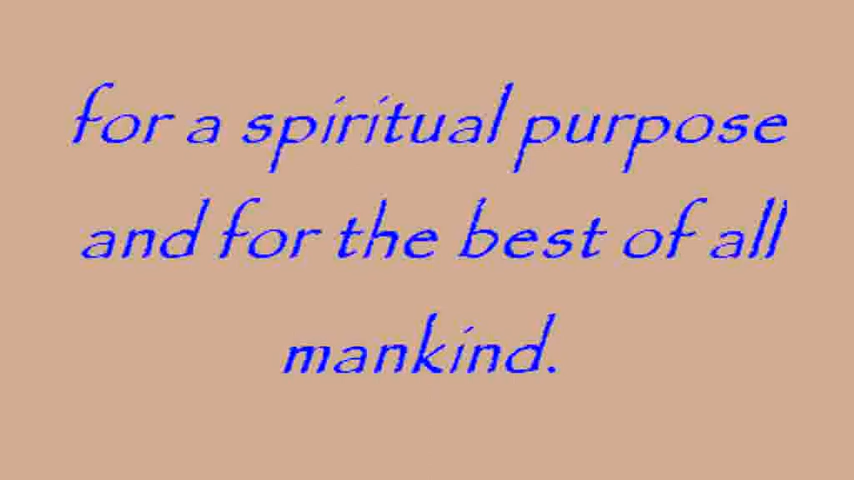 for a spiritual purpose
and for the best of all
mankind.